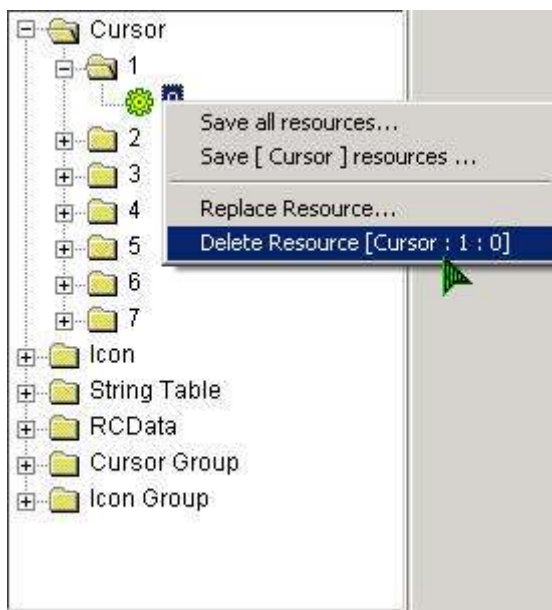 Cursor
1
0
Save all resources...
2
Save [ Cursor ] resources ...
3
4
Replace Resource...
5
Delete Resource [Cursor : 1 : 0]
6
7
Icon
String Table
RCData
Cursor Group
Icon Group